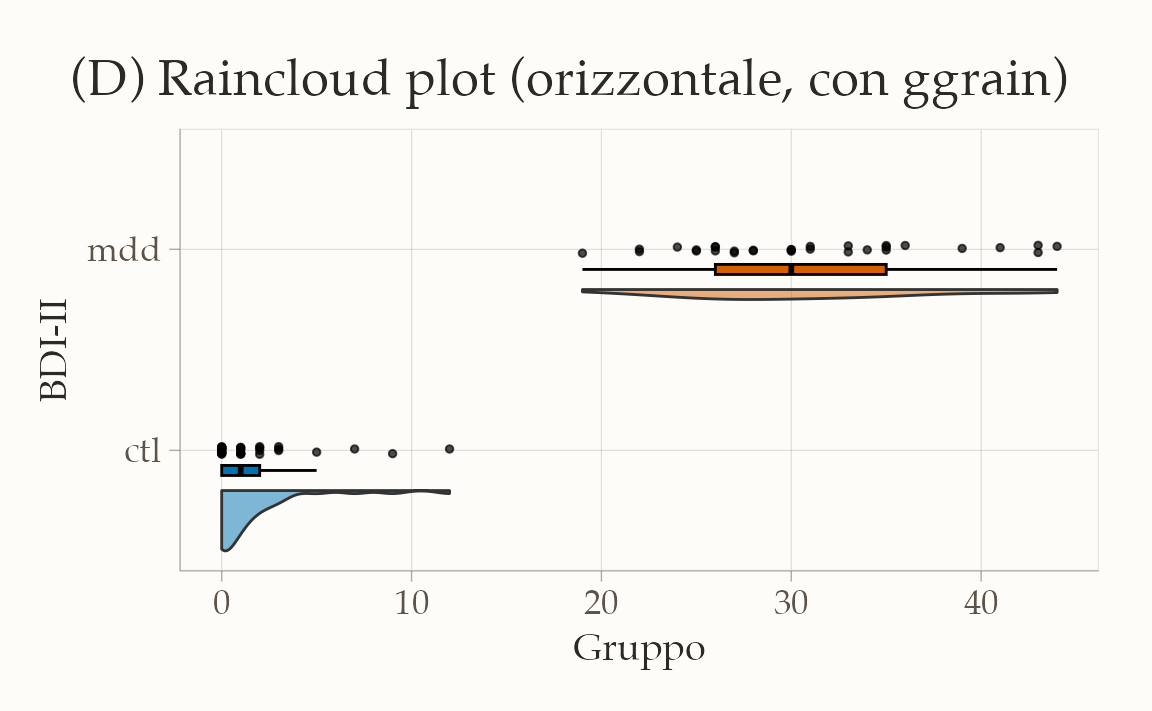 (D) Raincloud plot (orizzontale, con ggrain)
mdd
BDI-II
ctl
0 10 20 30 40
Gruppo